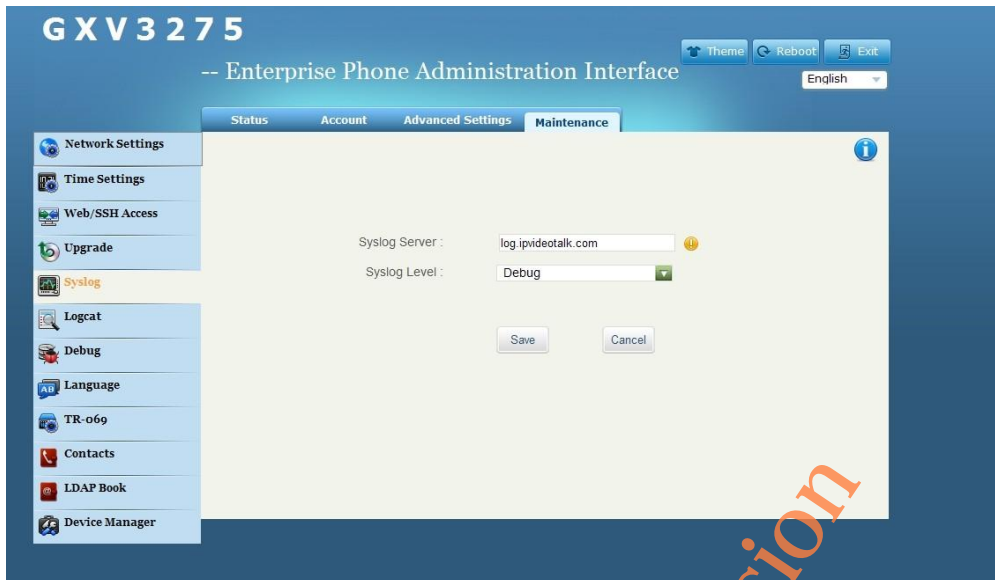 GXV3275
Theme
Reboot
Exit
-- Enterprise Phone Administration Interface
English
Status
Account
Advanced Settings
Maintenance
Network Settings
Time Settings
Web/SSH Access
Upgrade
Syslog
Logcat
Debug
Language
TR-069
Contacts
LDAP Book
Device Manager
Syslog Server :
log.ipvideotalk.com
Syslog Level :
Debug
Save
Cancel